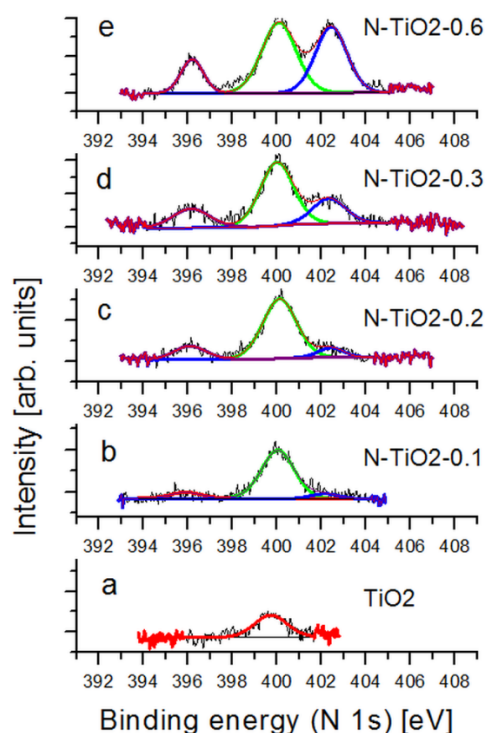 e N-TiO2-0.6
392 394 396 398 400 402 404 406 408
d N-TiO2-0.3
392 394 396 398 400 402 404 406 408
c N-TiO2-0.2
392 394 396 398 400 402 404 406 408
b N-TiO2-0.1
392 394 396 398 400 402 404 406 408
a TiO2
392 394 396 398 400 402 404 406 408
Intensity [arb. units]
Binding energy (N 1s) [eV]